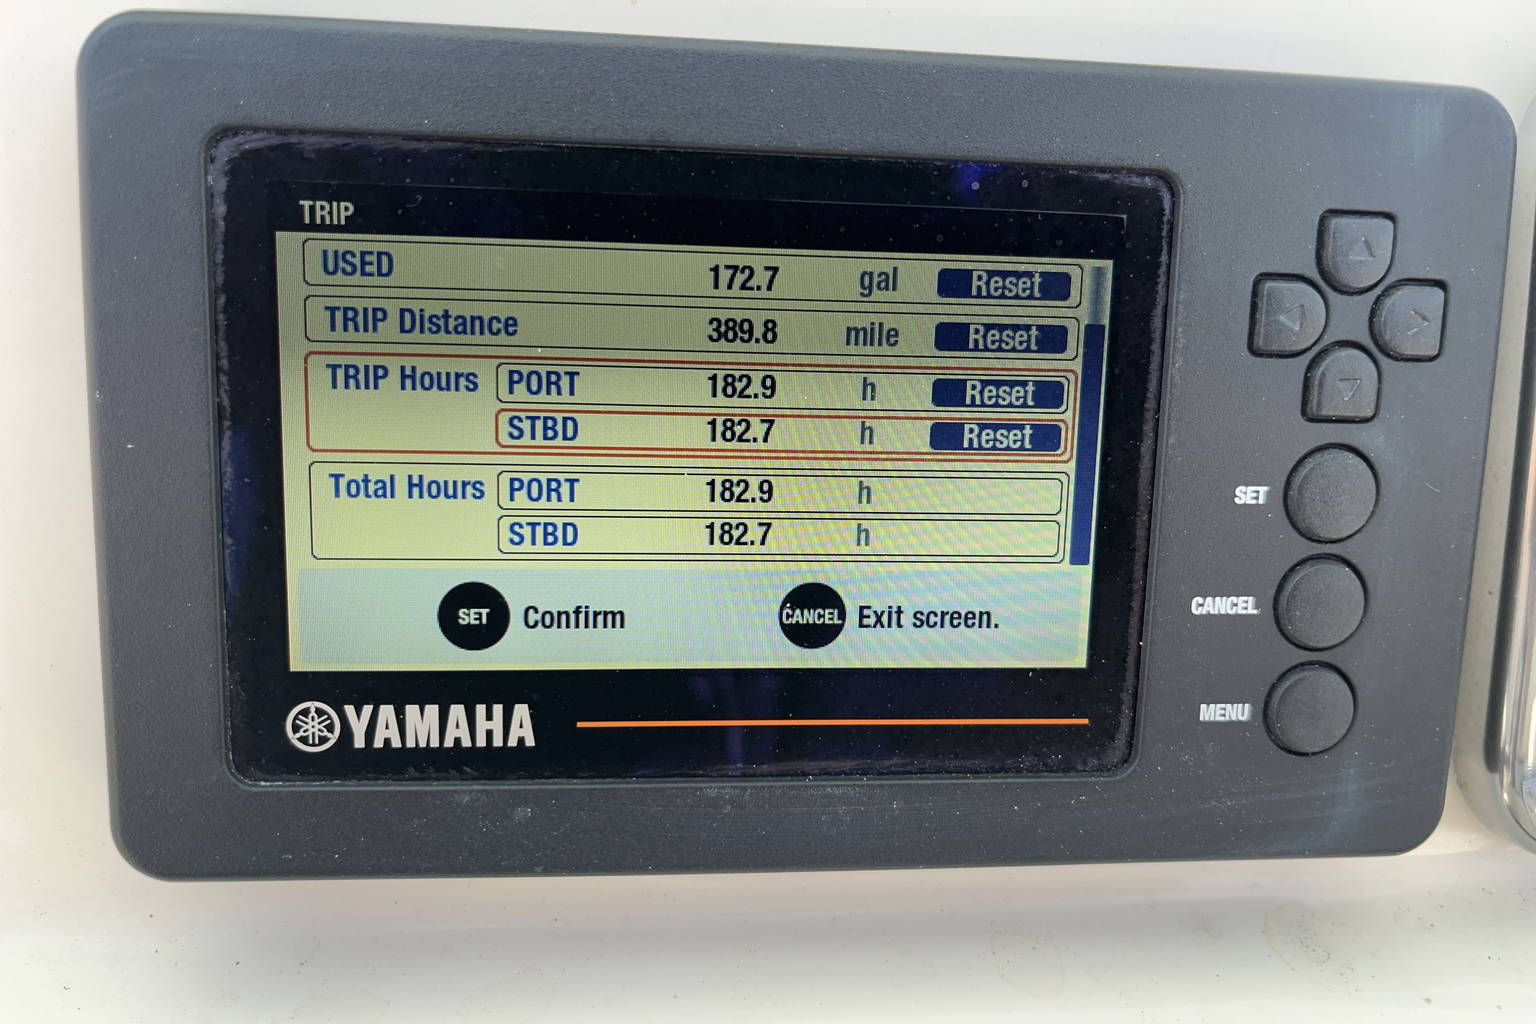 TRIP
USED 172.7 gal Reset
TRIP Distance 389.8 mile Reset
TRIP Hours PORT 182.9 h Reset
STBD 182.7 h Reset
Total Hours PORT 182.9 h
STBD 182.7 h
SET Confirm CANCEL Exit screen.
YAMAHA
SET
CANCEL
MENU